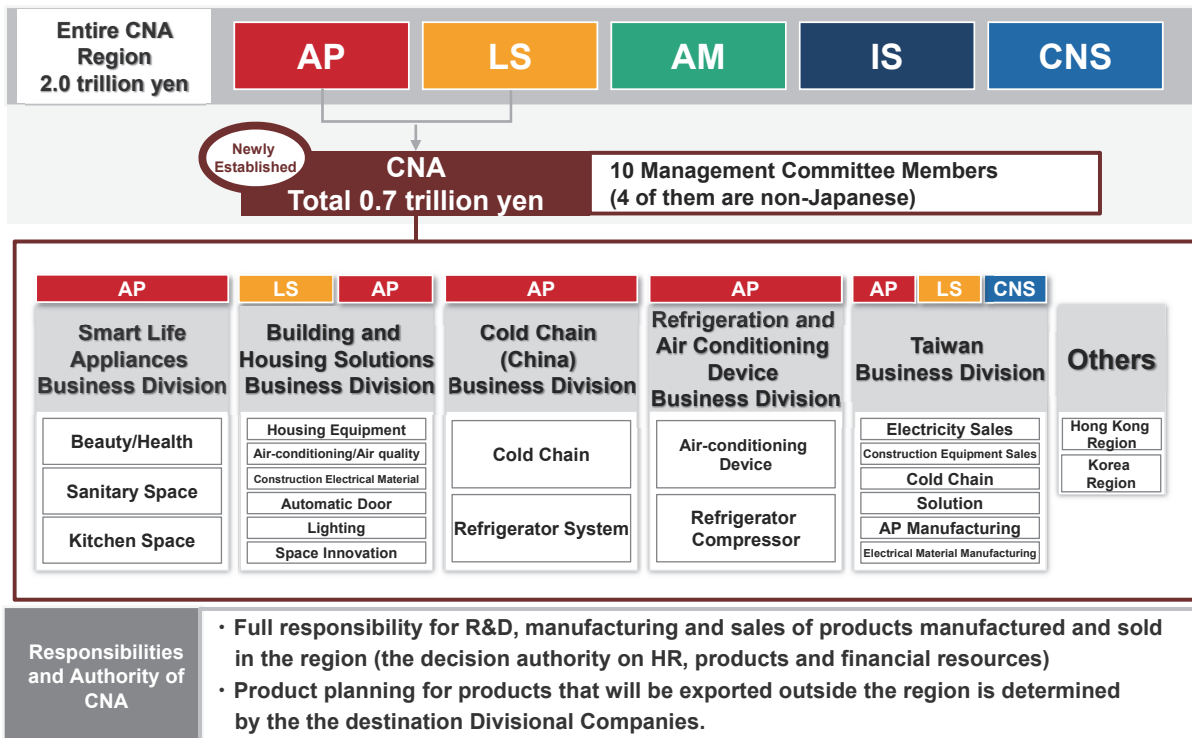 Entire CNA
Region
2.0 trillion yen
AP
LS
AM
IS
CNS
Newly
Established
CNA
Total 0.7 trillion yen
10 Management Committee Members
(4 of them are non-Japanese)
AP
Smart Life
Appliances
Business Division
Beauty/Health
Sanitary Space
Kitchen Space
LS
AP
Building and
Housing Solutions
Business Division
Housing Equipment
Air-conditioning/Air quality
Construction Electrical Material
Automatic Door
Lighting
Space Innovation
AP
Cold Chain
(China)
Business Division
Cold Chain
Refrigerator System
AP
Refrigeration and
Air Conditioning
Device
Business Division
Air-conditioning
Device
Refrigerator
Compressor
AP
LS
CNS
Taiwan
Business Division
Electricity Sales
Construction Equipment Sales
Cold Chain
Solution
AP Manufacturing
Electrical Material Manufacturing
Others
Hong Kong
Region
Korea
Region
Responsibilities
and Authority of
CNA
・Full responsibility for R&D, manufacturing and sales of products manufactured and sold
in the region (the decision authority on HR, products and financial resources)
・Product planning for products that will be exported outside the region is determined
by the the destination Divisional Companies.